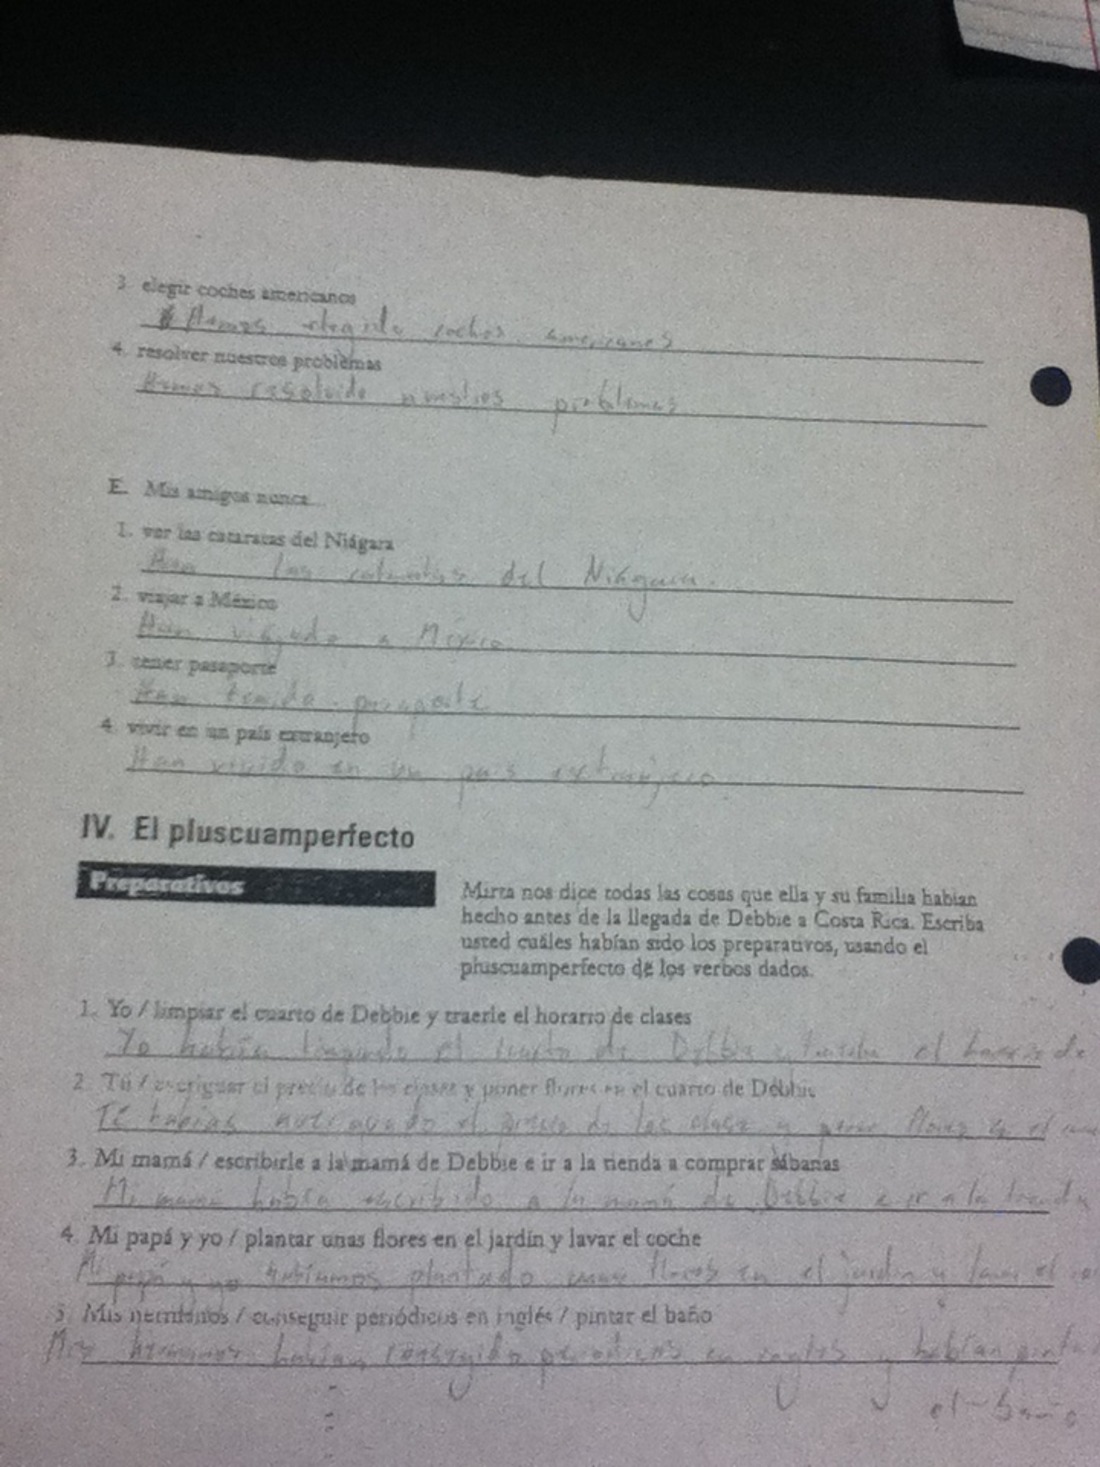 3. elegir coches americanos
Hemos elegido coches americanos
4. resolver nuestros problemas
Hemos resolvido nuestros problemas
E. Mis amigos nunca...
1. ver las cataratas del Niágara
Han las cataratas del Niágara.
2. viajar a México
Han viajado a México.
3. tener pasaporte
Han tenido pasaporte
4. vivir en un país extranjero
Han vivido en un país extranjero.
IV. El pluscuamperfecto
Preparativos
Mirta nos dice todas las cosas que ella y su familia habían
hecho antes de la llegada de Debbie a Costa Rica. Escriba
usted cuáles habían sido los preparativos, usando el
pluscuamperfecto de los verbos dados.
1. Yo / limpiar el cuarto de Debbie y traerle el horario de clases
Yo había el cuarto de Debbie y el horario de
2. Tú / averiguar el precio de las clases y poner flores en el cuarto de Debbie
Tú habías averiguado el precio de las clase y poner flores en el
3. Mi mamá / escribirle a la mamá de Debbie e ir a la tienda a comprar sábanas
Mi mamá había escribido a la mamá de Debbie e ir a la tienda
4. Mi papá y yo / plantar unas flores en el jardín y lavar el coche
Mi papá y yo habíamos plantado unas flores en el jardín y lavar el
5. Mis hermanos / conseguir periódicos en inglés / pintar el baño
Mis hermanos habían conseguido periódicos en inglés y habían
el baño